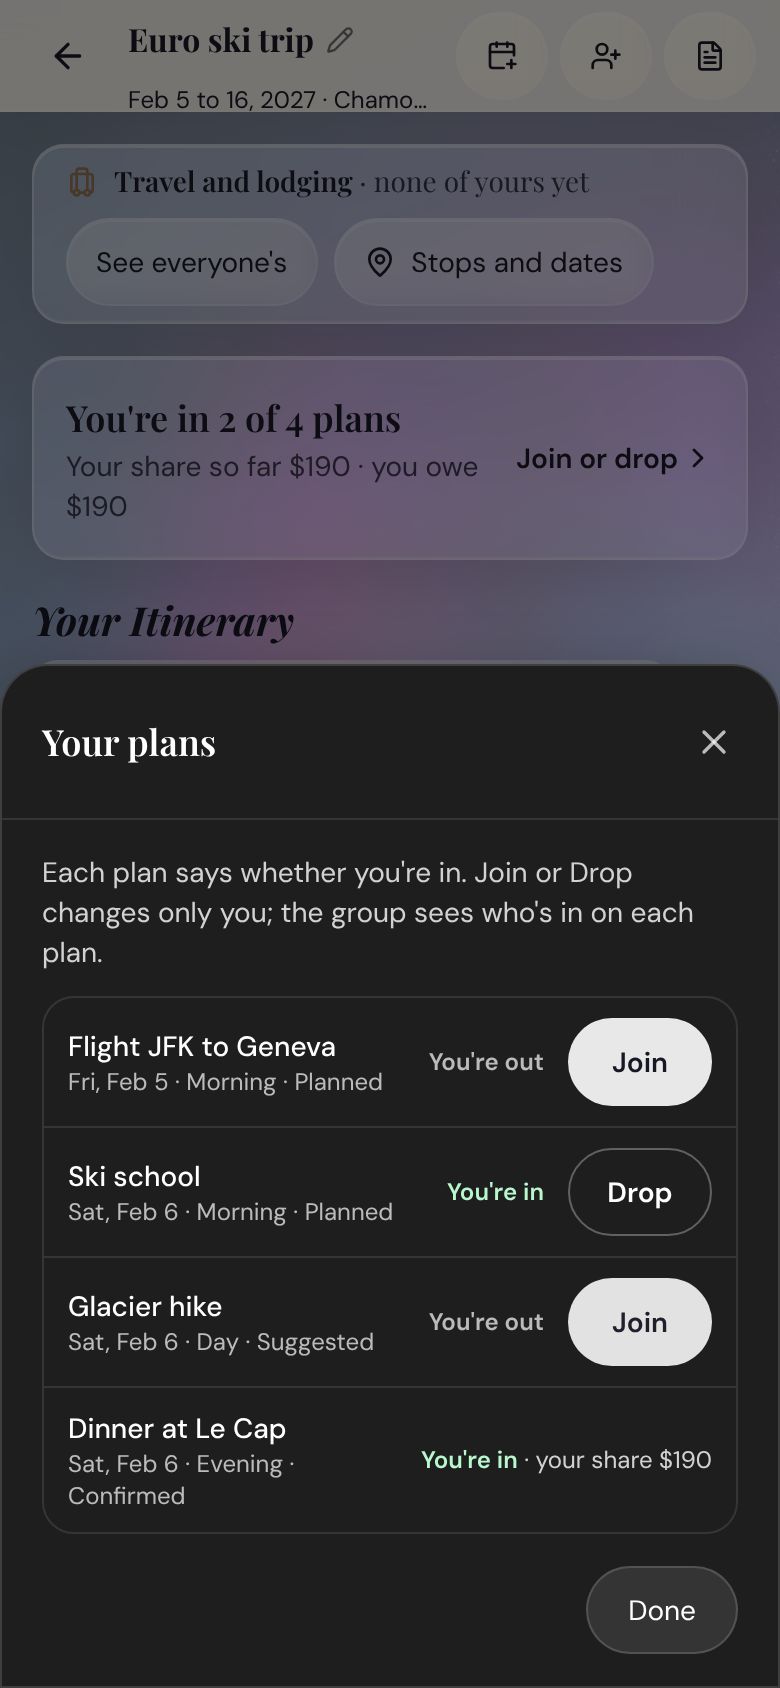 Euro ski trip
Feb 5 to 16, 2027 · Chamo...
Travel and lodging · none of yours yet
See everyone's
Stops and dates
You're in 2 of 4 plans
Your share so far $190 · you owe
$190
Join or drop
Your Itinerary
Your plans
Each plan says whether you're in. Join or Drop
changes only you; the group sees who's in on each
plan.
Flight JFK to Geneva
Fri, Feb 5 · Morning · Planned
You're out
Join
Ski school
Sat, Feb 6 · Morning · Planned
You're in
Drop
Glacier hike
Sat, Feb 6 · Day · Suggested
You're out
Join
Dinner at Le Cap
Sat, Feb 6 · Evening ·
Confirmed
You're in · your share $190
Done